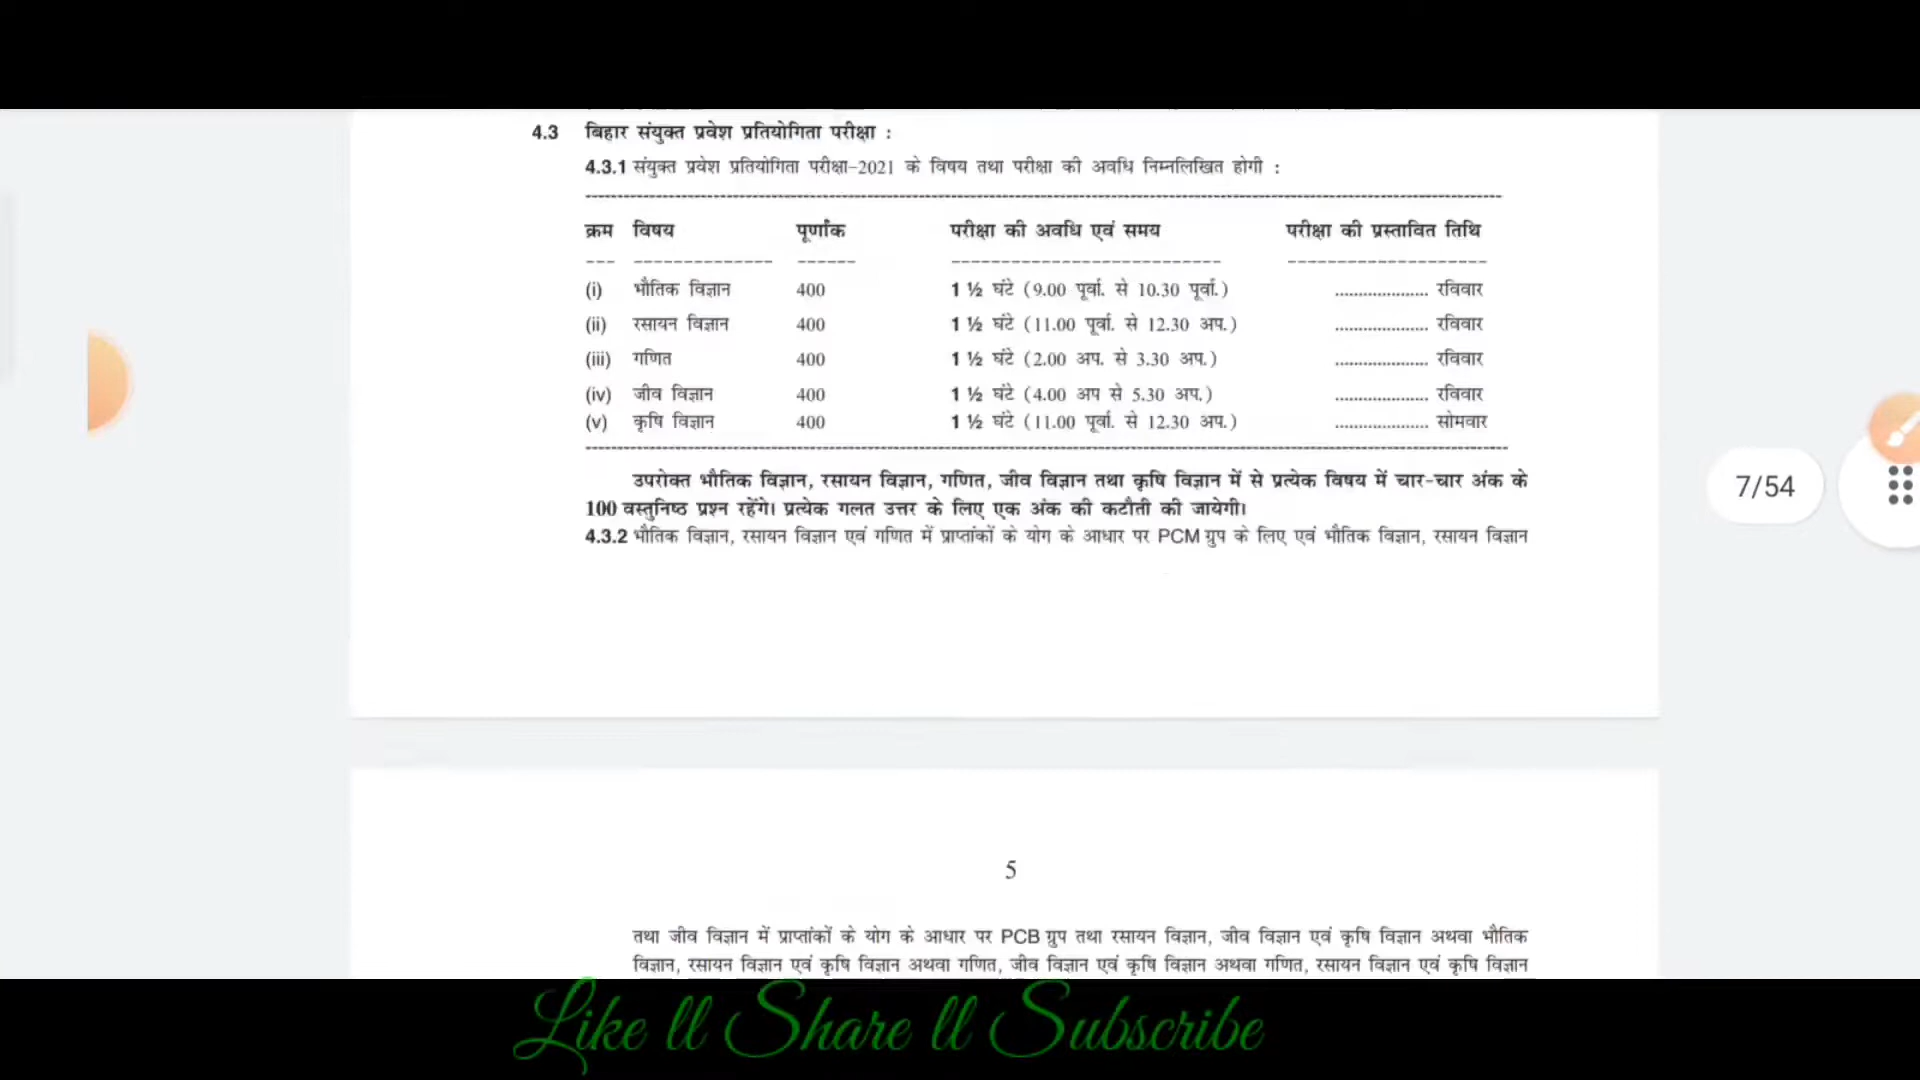 4.3 बिहार संयुक्त प्रवेश प्रतियोगिता परीक्षा :
4.3.1 संयुक्त प्रवेश प्रतियोगिता परीक्षा-2021 के विषय तथा परीक्षा की अवधि निम्नलिखित होगी :
क्रम विषय पूर्णांक परीक्षा की अवधि एवं समय परीक्षा की प्रस्तावित तिथि
(i) भौतिक विज्ञान 400 1 ½ घंटे (9.00 पूर्वा. से 10.30 पूर्वा.) .................... रविवार
(ii) रसायन विज्ञान 400 1 ½ घंटे (11.00 पूर्वा. से 12.30 अप.) .................... रविवार
(iii) गणित 400 1 ½ घंटे (2.00 अप. से 3.30 अप.) .................... रविवार
(iv) जीव विज्ञान 400 1 ½ घंटे (4.00 अप से 5.30 अप.) .................... रविवार
(v) कृषि विज्ञान 400 1 ½ घंटे (11.00 पूर्वा. से 12.30 अप.) .................... सोमवार
उपरोक्त भौतिक विज्ञान, रसायन विज्ञान, गणित, जीव विज्ञान तथा कृषि विज्ञान में से प्रत्येक विषय में चार-चार अंक के
100 वस्तुनिष्ठ प्रश्न रहेंगे। प्रत्येक गलत उत्तर के लिए एक अंक की कटौती की जायेगी।
4.3.2 भौतिक विज्ञान, रसायन विज्ञान एवं गणित में प्राप्तांकों के योग के आधार पर PCM ग्रुप के लिए एवं भौतिक विज्ञान, रसायन विज्ञान
7/54
5
तथा जीव विज्ञान में प्राप्तांकों के योग के आधार पर PCB ग्रुप तथा रसायन विज्ञान, जीव विज्ञान एवं कृषि विज्ञान अथवा भौतिक
विज्ञान, रसायन विज्ञान एवं कृषि विज्ञान अथवा गणित, जीव विज्ञान एवं कृषि विज्ञान अथवा गणित, रसायन विज्ञान एवं कृषि विज्ञान
Like ll Share ll Subscribe